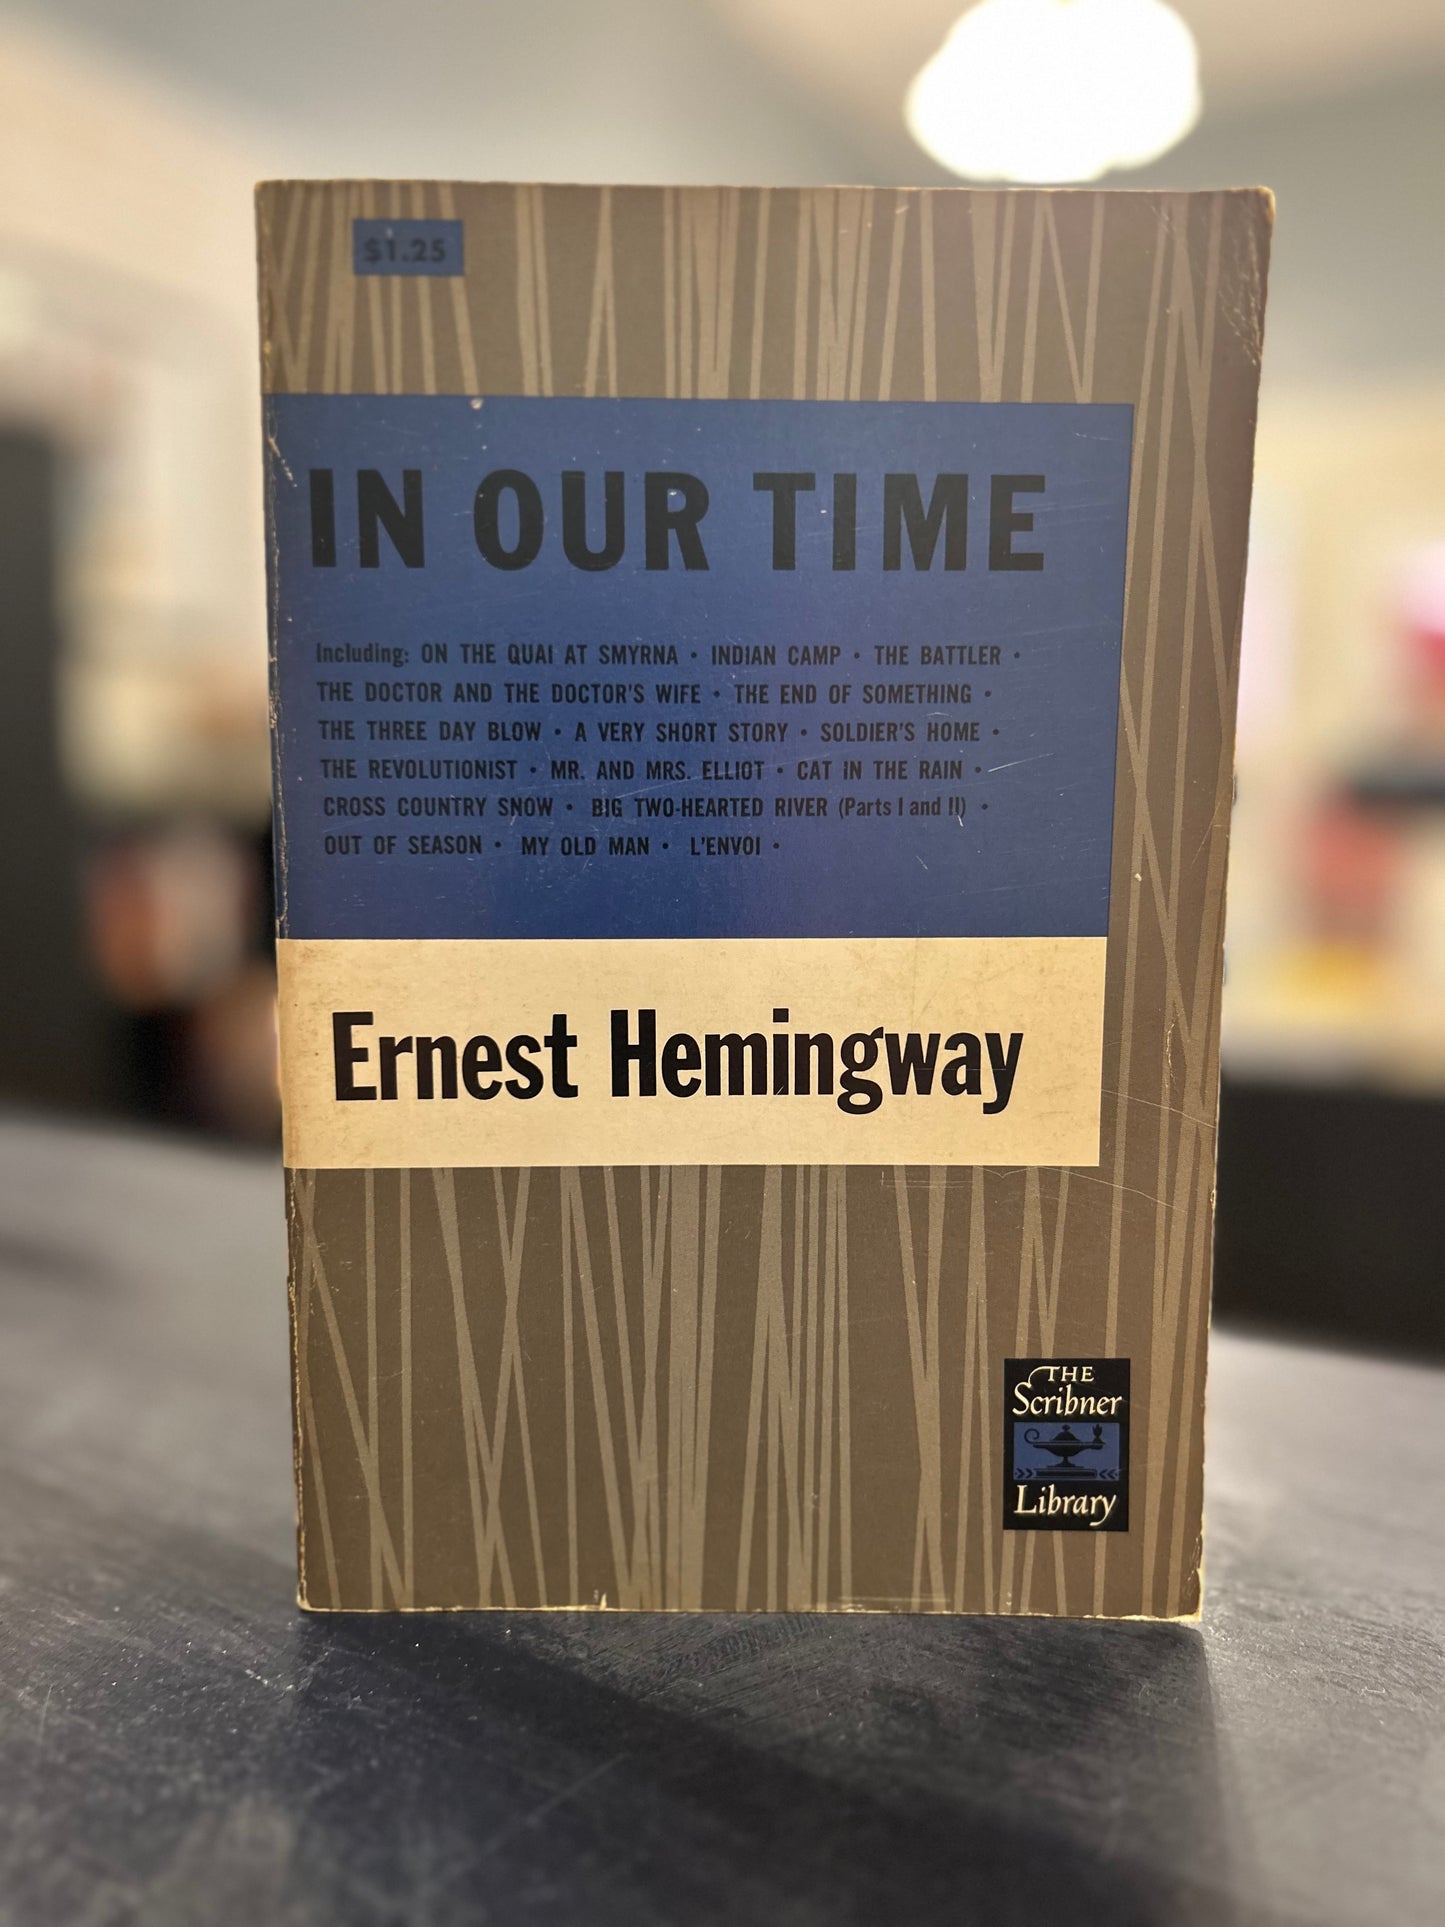 $1.25
IN OUR TIME
Including: ON THE QUAI AT SMYRNA • INDIAN CAMP • THE BATTLER •
THE DOCTOR AND THE DOCTOR'S WIFE • THE END OF SOMETHING •
THE THREE DAY BLOW • A VERY SHORT STORY • SOLDIER'S HOME •
THE REVOLUTIONIST • MR. AND MRS. ELLIOT • CAT IN THE RAIN •
CROSS COUNTRY SNOW • BIG TWO-HEARTED RIVER (Parts I and II) •
OUT OF SEASON • MY OLD MAN • L'ENVOI •
Ernest Hemingway
THE
Scribner
Library